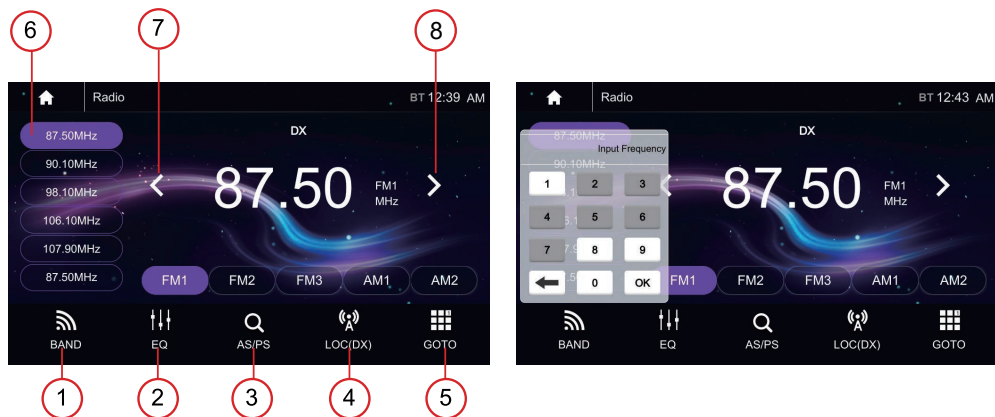 6 7 8
Radio BT 12:39 AM
87.50MHz
90.10MHz
98.10MHz
106.10MHz
107.90MHz
87.50MHz
DX
87.50 FM1
MHz
FM1 FM2 FM3 AM1 AM2
BAND EQ AS/PS LOC(DX) GOTO
1 2 3 4 5
Radio BT 12:43 AM
87.50MHz
Input Frequency
90.10MHz
1 2 3
4 5 6
7 8 9
0 OK
DX
87.50 FM1
MHz
FM1 FM2 FM3 AM1 AM2
BAND EQ AS/PS LOC(DX) GOTO